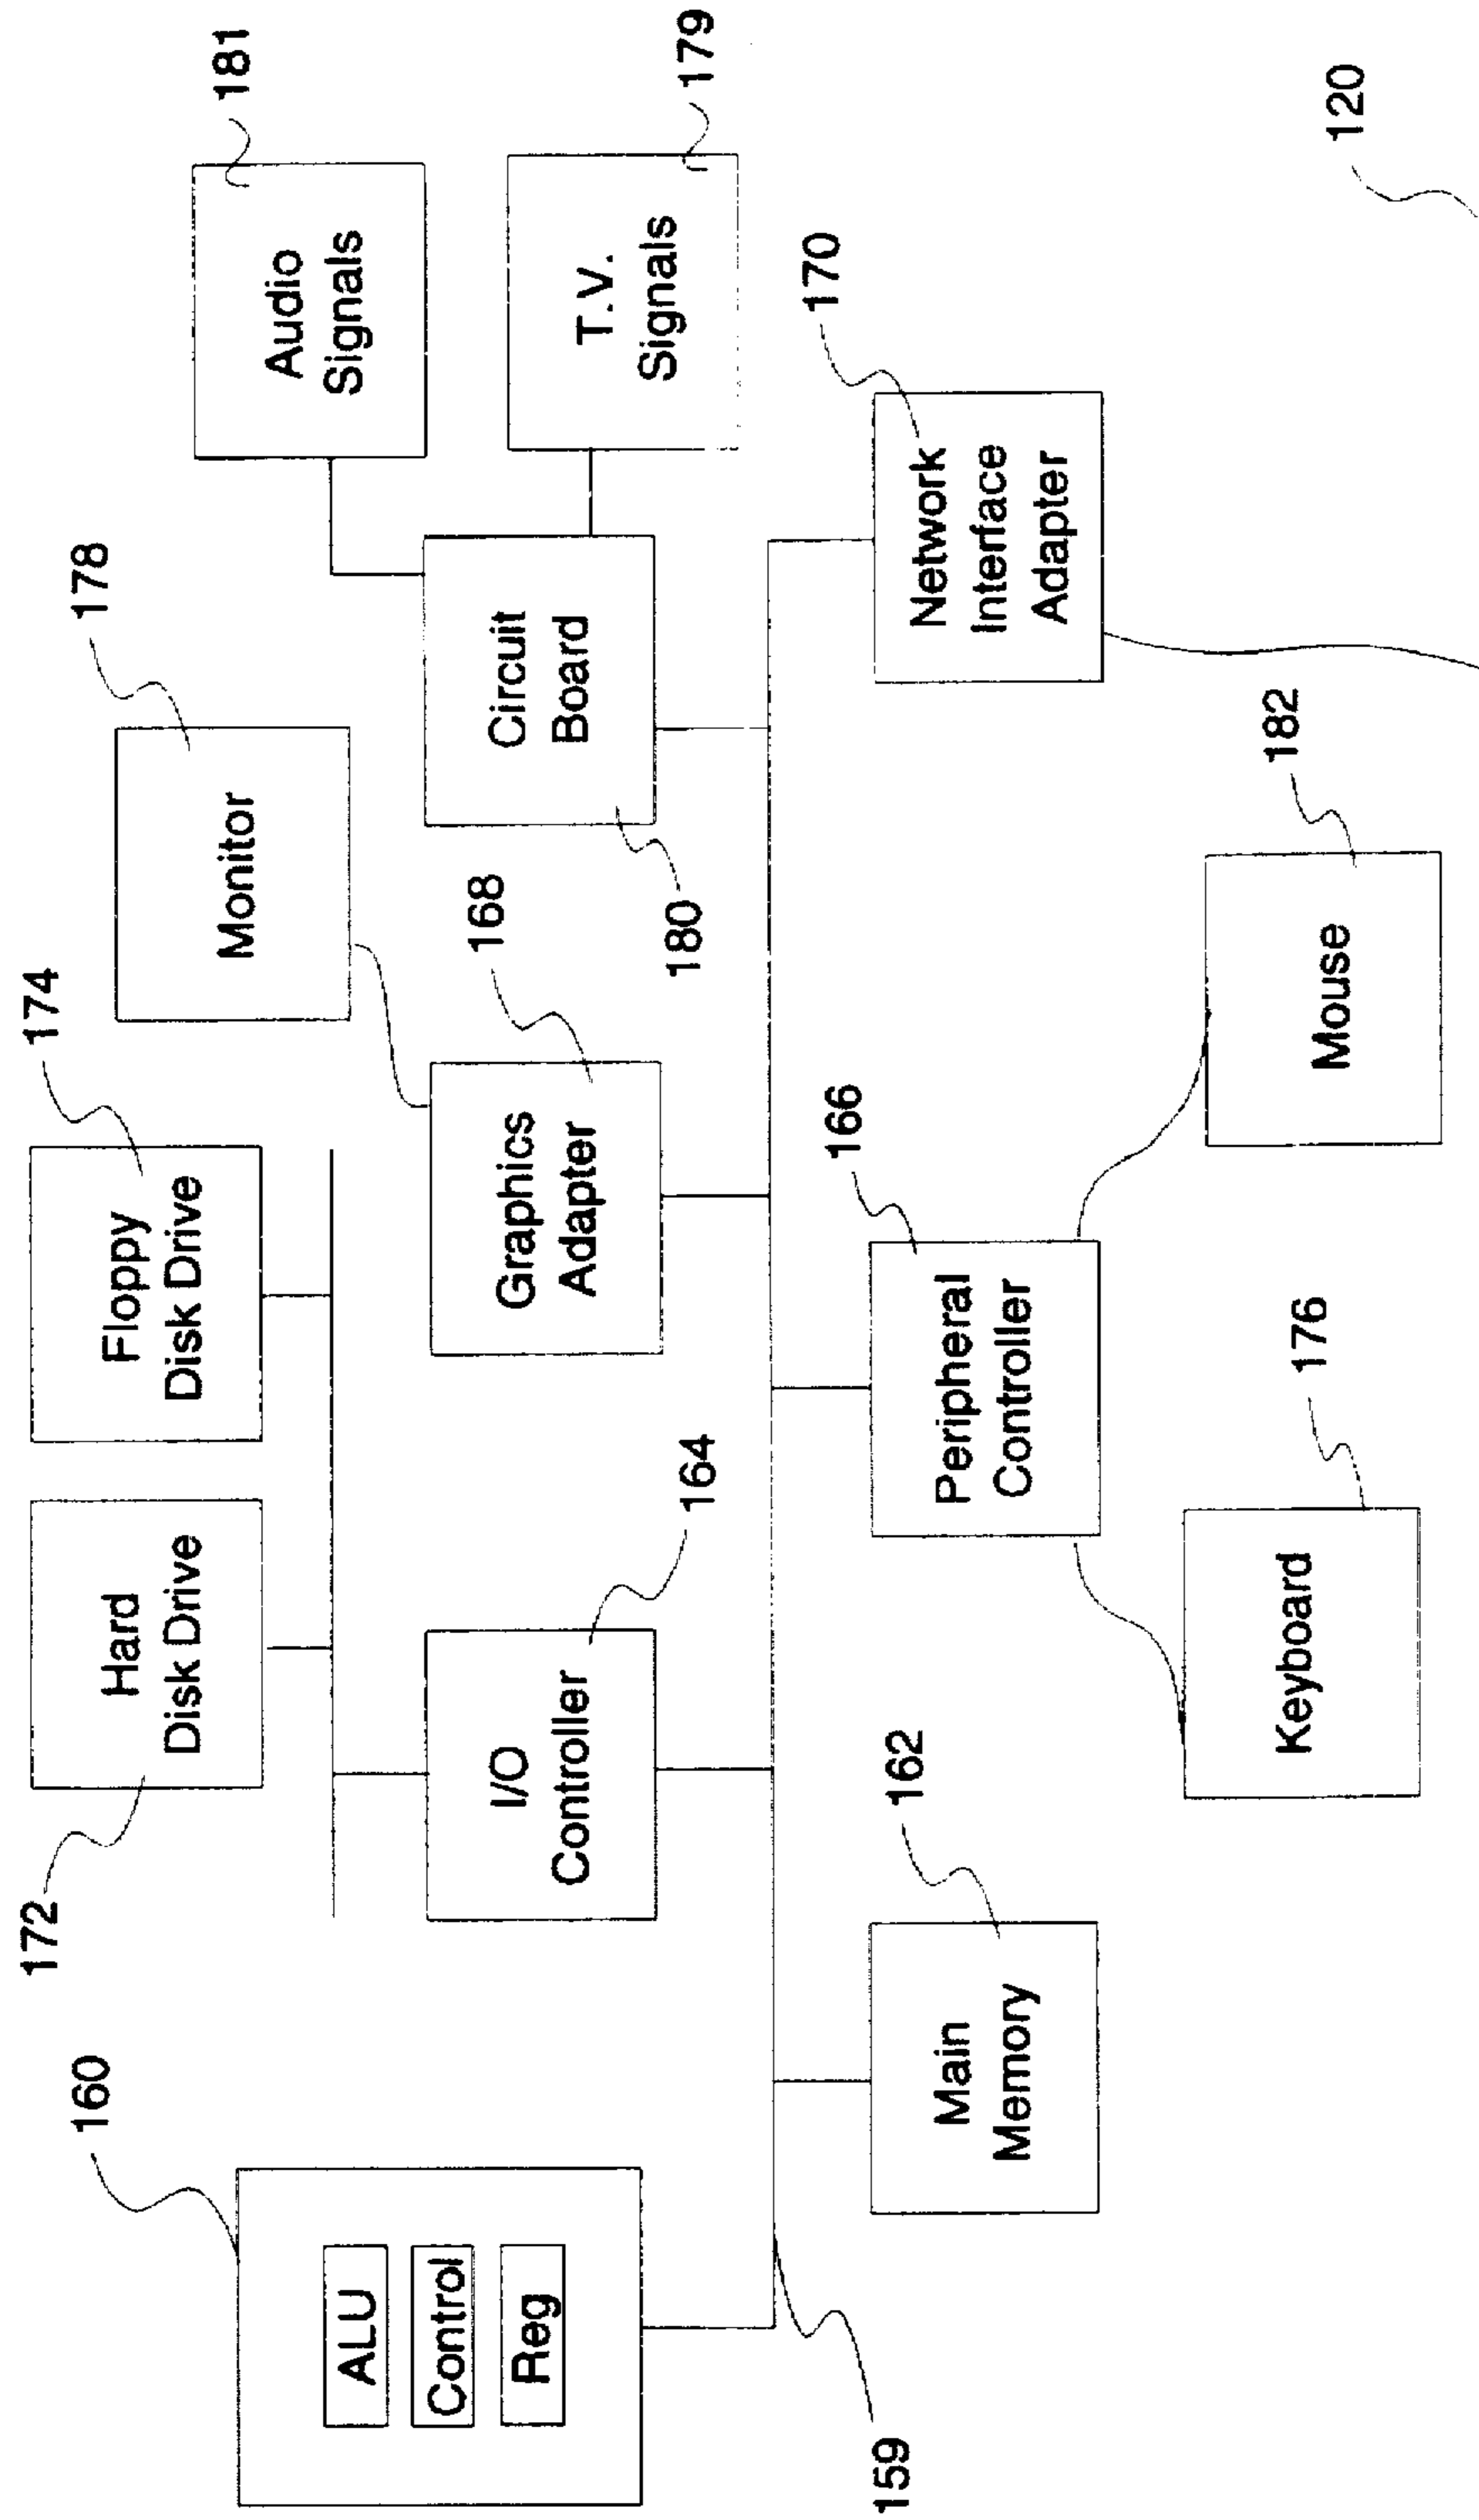 172
Hard
Disk Drive
Floppy
Disk Drive
174
160
ALU
Control
Reg
Monitor
178
Audio
Signals
181
I/O
Controller
164
Graphics
Adapter
168
Circuit
Board
180
T.V.
Signals
179
159
Main
Memory
162
Peripheral
Controller
166
Network
Interface
Adapter
170
Keyboard
176
Mouse
182
120